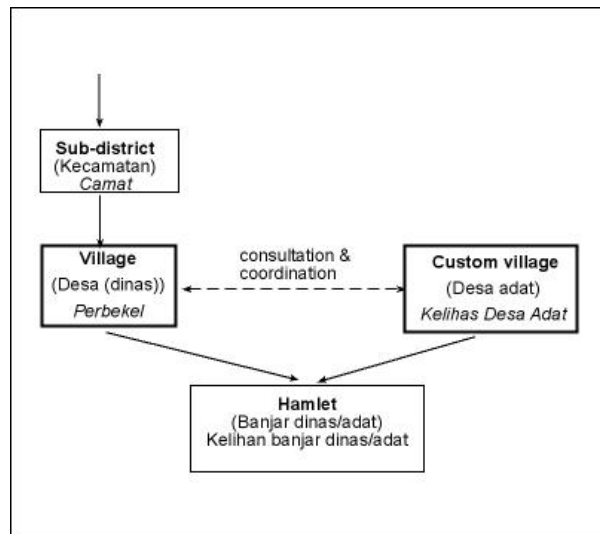 Sub-district
(Kecamatan)
Camat
Village
(Desa (dinas))
Perbekel
consultation &
coordination
Custom village
(Desa adat)
Kelihas Desa Adat
Hamlet
(Banjar dinas/adat)
Kelihan banjar dinas/adat